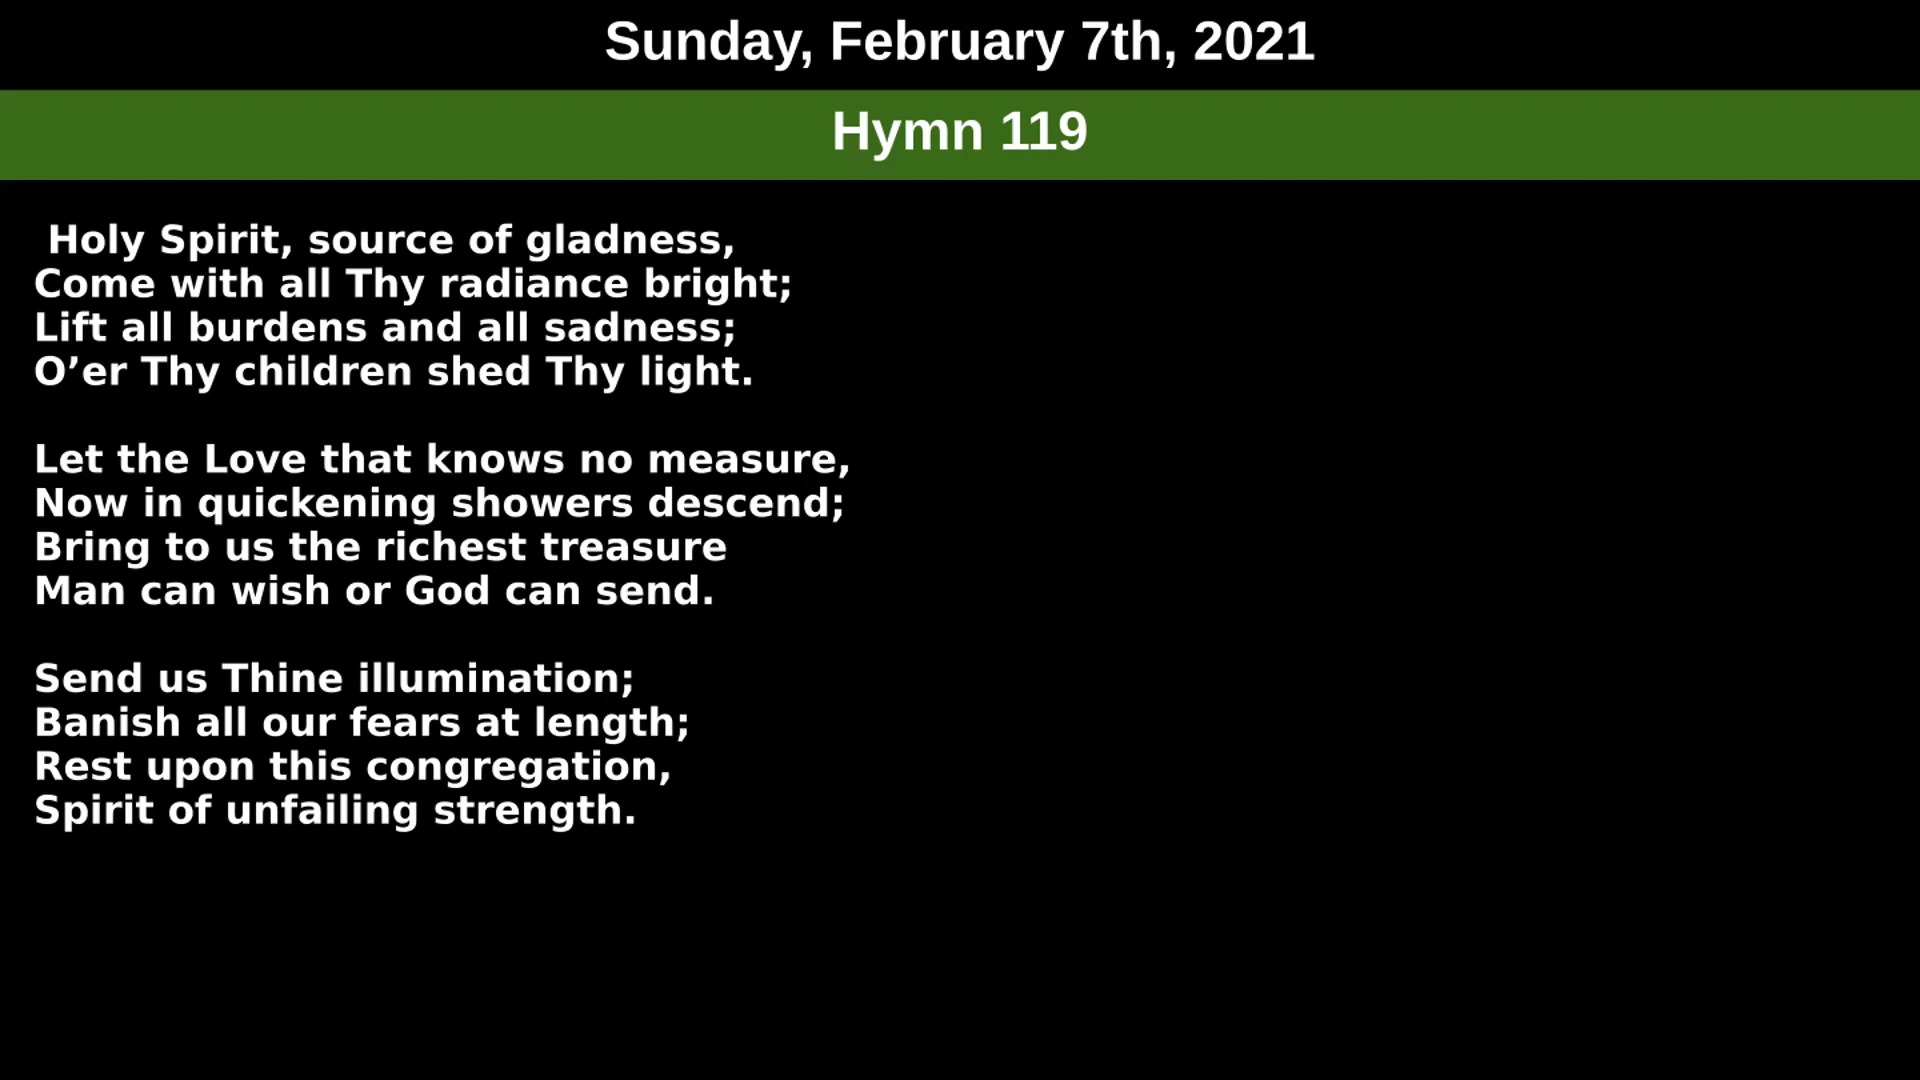 Sunday, February 7th, 2021
Hymn 119
Holy Spirit, source of gladness,
Come with all Thy radiance bright;
Lift all burdens and all sadness;
O’er Thy children shed Thy light.
Let the Love that knows no measure,
Now in quickening showers descend;
Bring to us the richest treasure
Man can wish or God can send.
Send us Thine illumination;
Banish all our fears at length;
Rest upon this congregation,
Spirit of unfailing strength.